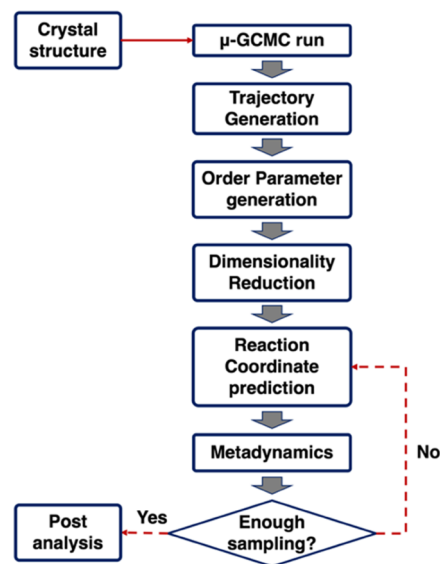 Crystal
structure
μ-GCMC run
Trajectory
Generation
Order Parameter
generation
Dimensionality
Reduction
Reaction
Coordinate
prediction
Metadynamics
No
Enough
sampling?
Yes
Post
analysis